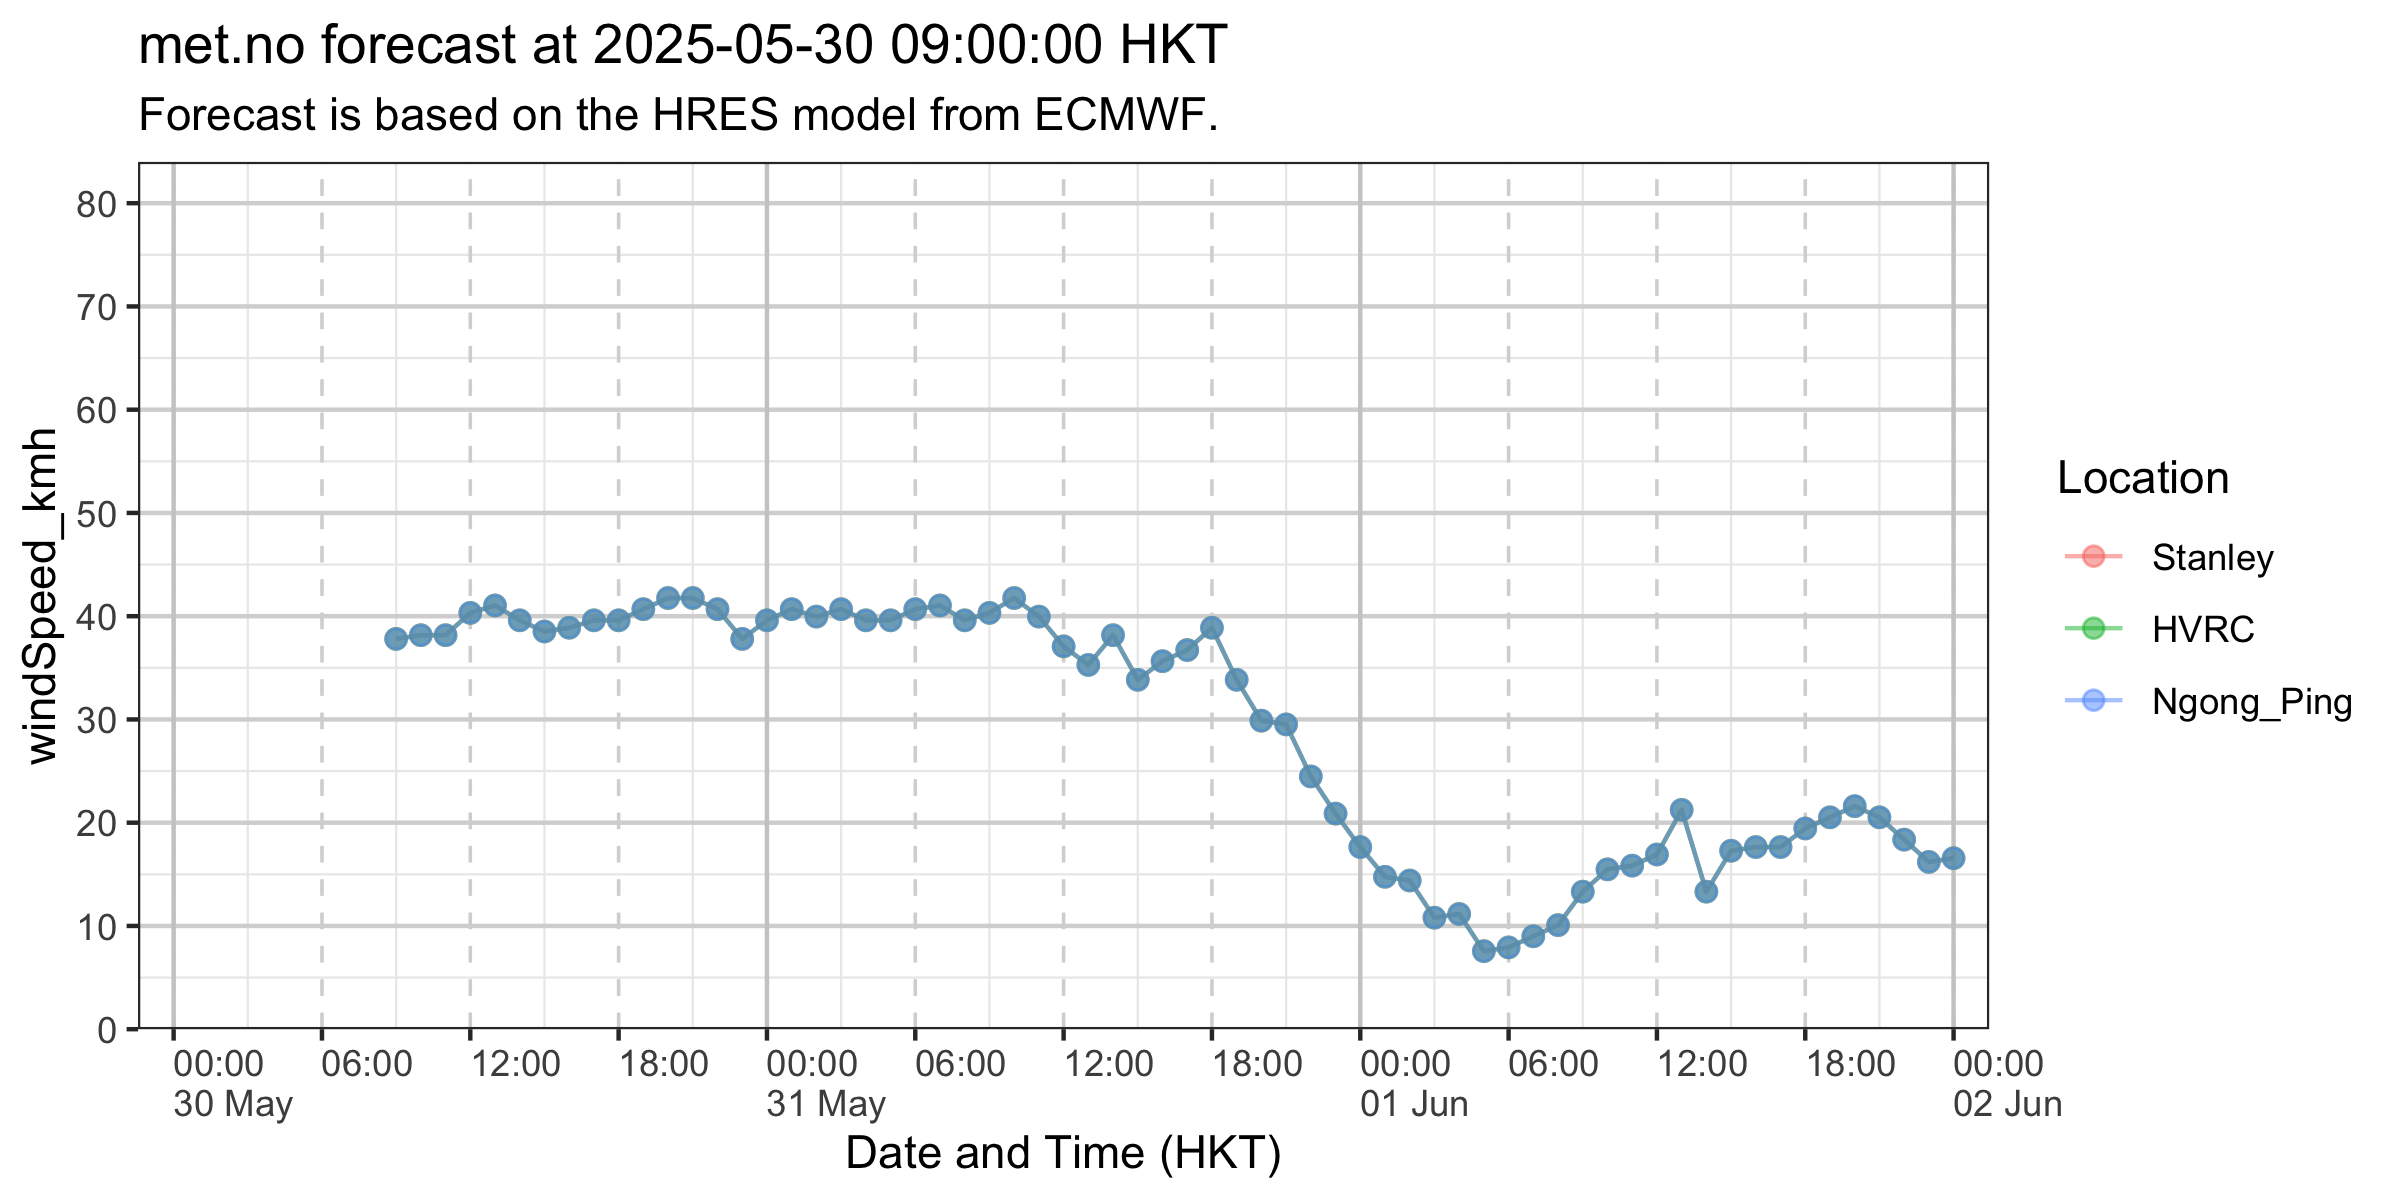 met.no forecast at 2025-05-30 09:00:00 HKT
Forecast is based on the HRES model from ECMWF.
windSpeed_kmh
80
70
60
50
40
30
20
10
0
00:00 06:00 12:00 18:00 00:00 06:00 12:00 18:00 00:00 06:00 12:00 18:00 00:00
30 May 31 May 01 Jun 02 Jun
Date and Time (HKT)
Location
Stanley
HVRC
Ngong_Ping